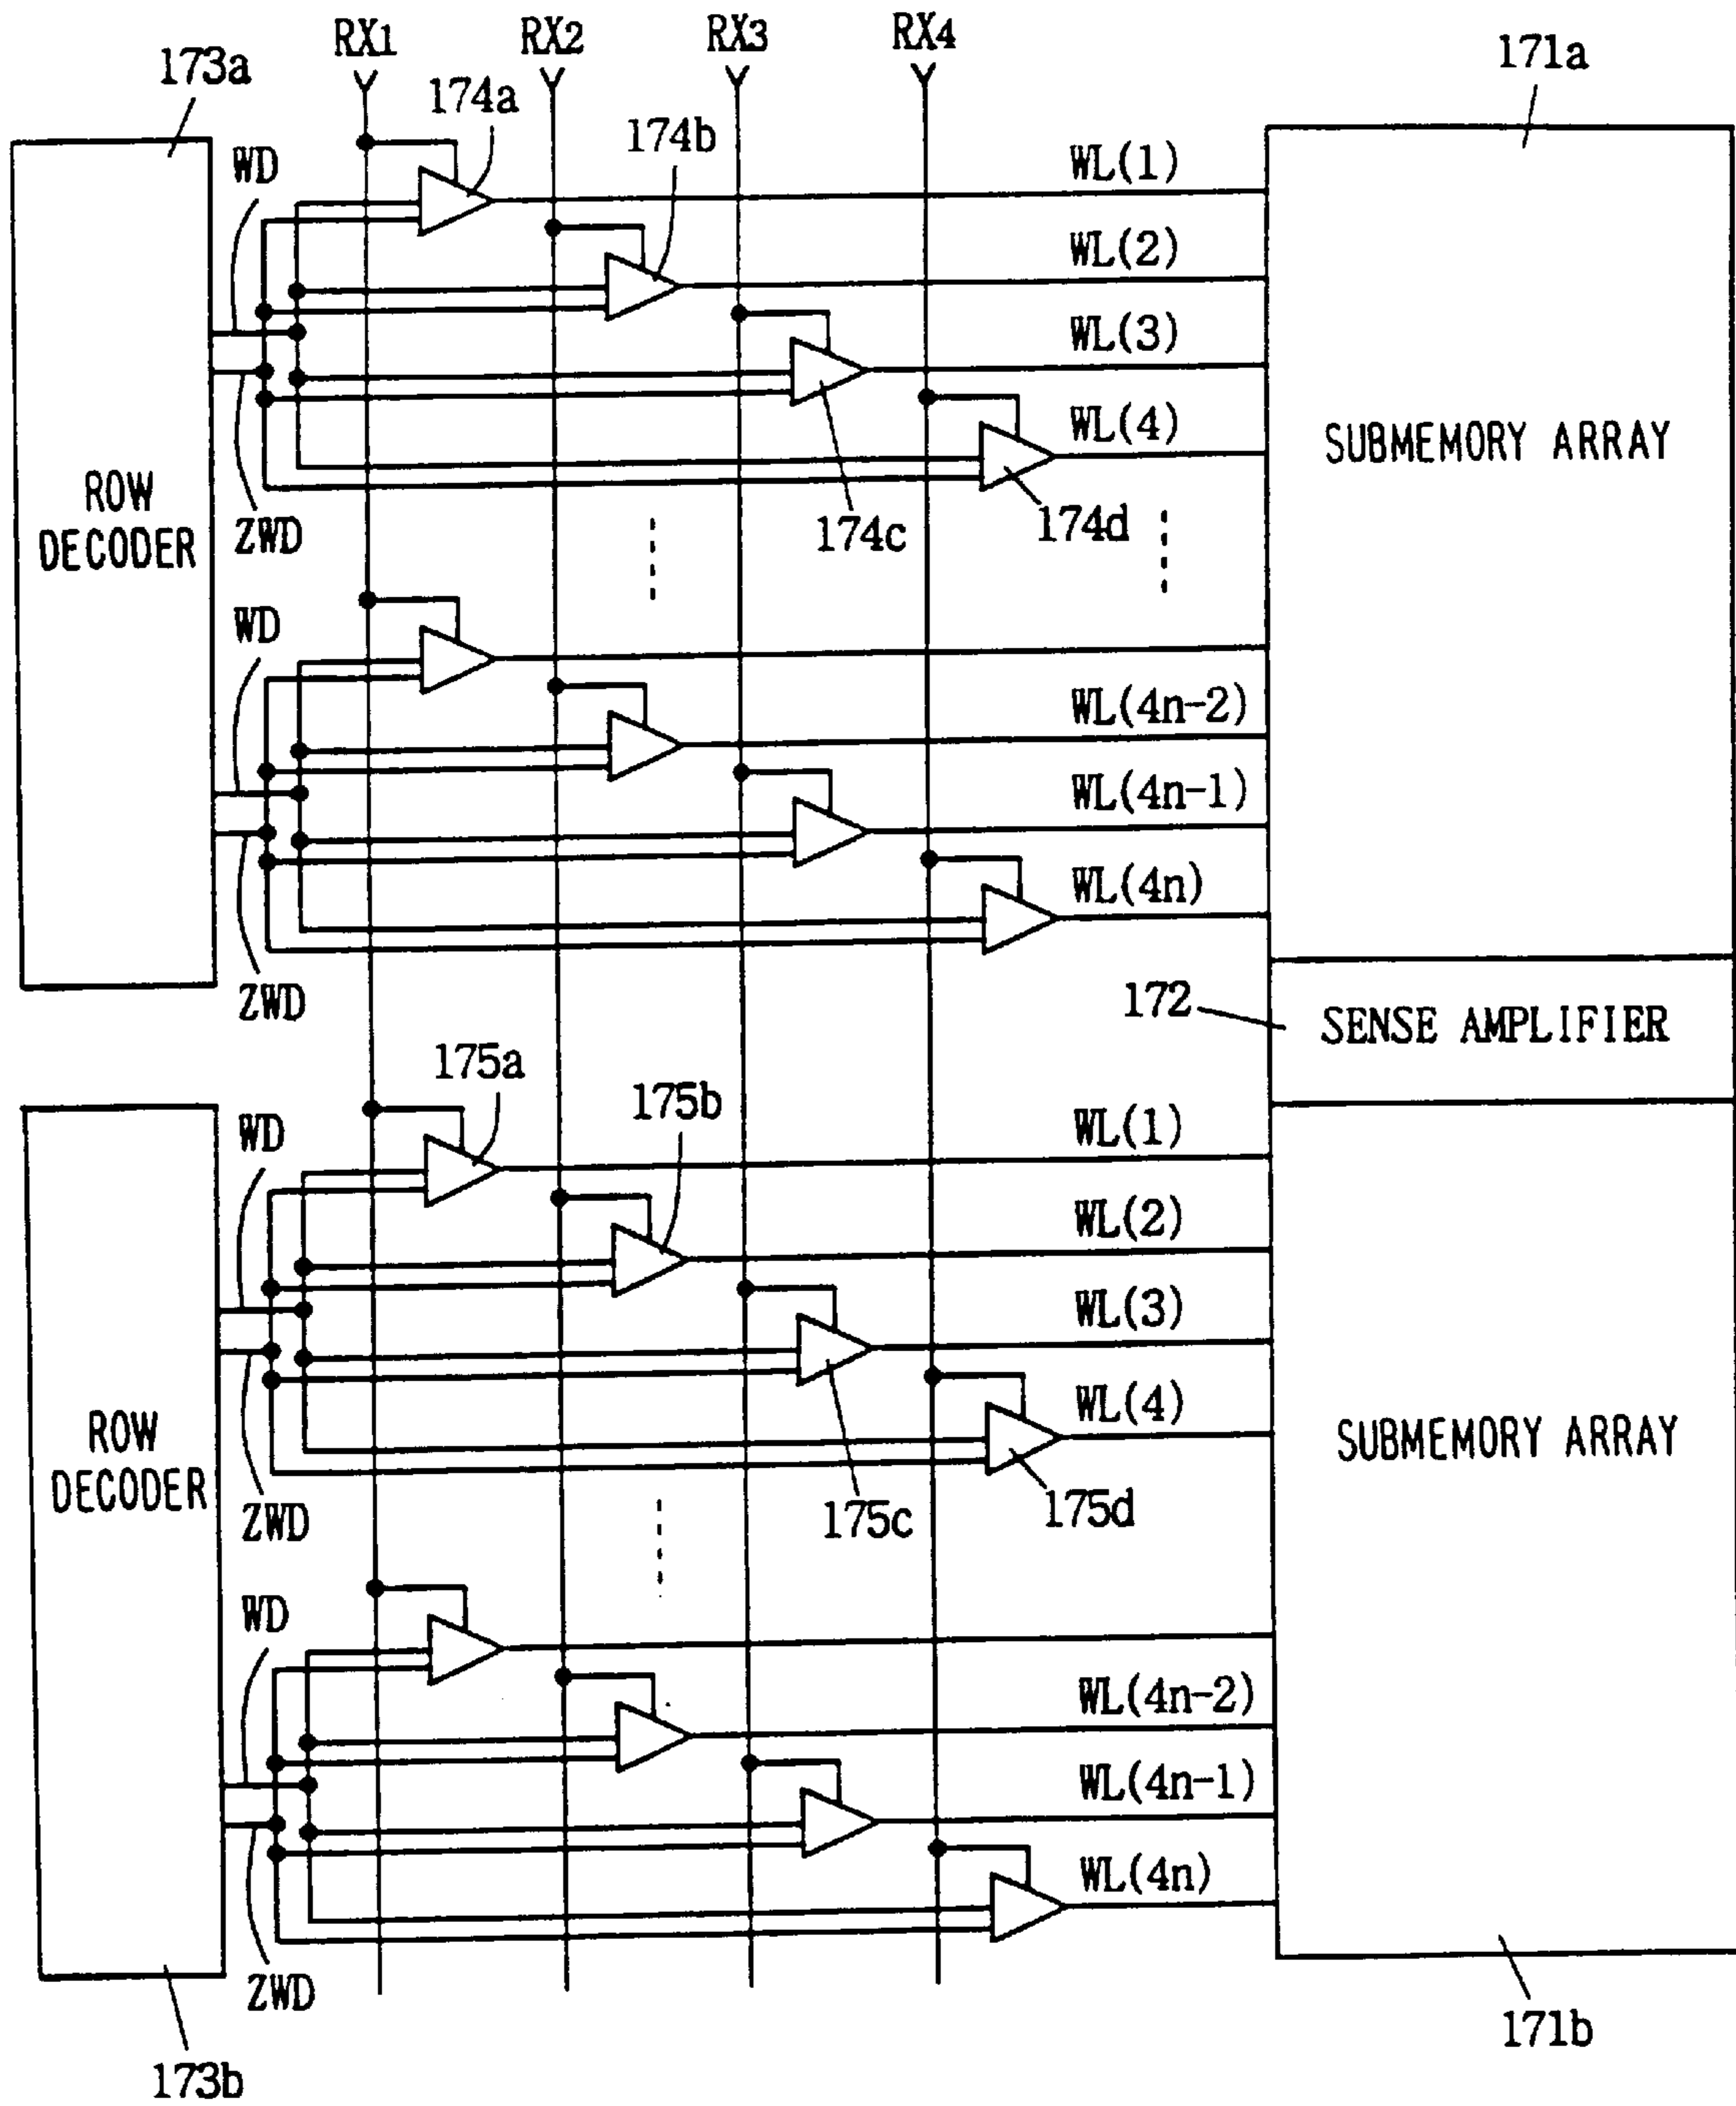 RX1 RX2 RX3 RX4
173a
171a
174a
174b
WD
WL(1)
WL(2)
WL(3)
WL(4)
SUBMEMORY ARRAY
ROW
DECODER
ZWD
174c
174d
WD
WL(4n-2)
WL(4n-1)
WL(4n)
ZWD
172
SENSE AMPLIFIER
175a
175b
WD
WL(1)
WL(2)
WL(3)
WL(4)
ROW
DECODER
SUBMEMORY ARRAY
ZWD
175c
175d
WD
WL(4n-2)
WL(4n-1)
WL(4n)
ZWD
173b
171b